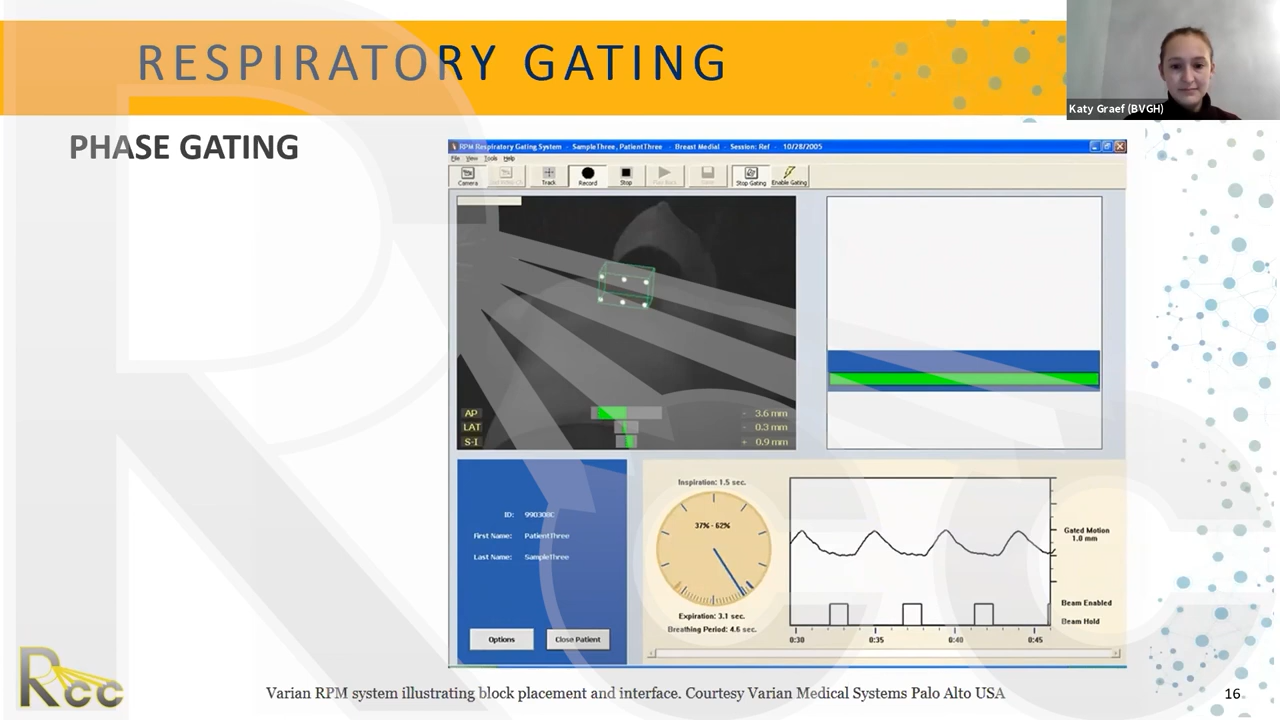 RESPIRATORY GATING
Katy Graef (BVGH)
PHASE GATING
RPM Respiratory Gating System - SampleThree, PatientThree - Breast Medial - Session: Ref - 10/28/2005
File View Tools Help
Camera Track Record Stop Stop Gating Enable Gating
AP - 3.6 mm
LAT - 0.3 mm
S-I + 0.9 mm
ID: 990300C
First Name: PatientThree
Last Name: SampleThree
Options Close Patient
Inspiration: 1.5 sec.
37% - 62%
Expiration: 3.1 sec.
Breathing Period: 4.6 sec.
Gated Motion
1.0 mm
Beam Enabled
Beam Hold
0:30 0:35 0:40 0:45
Rcc
Varian RPM system illustrating block placement and interface. Courtesy Varian Medical Systems Palo Alto USA
16